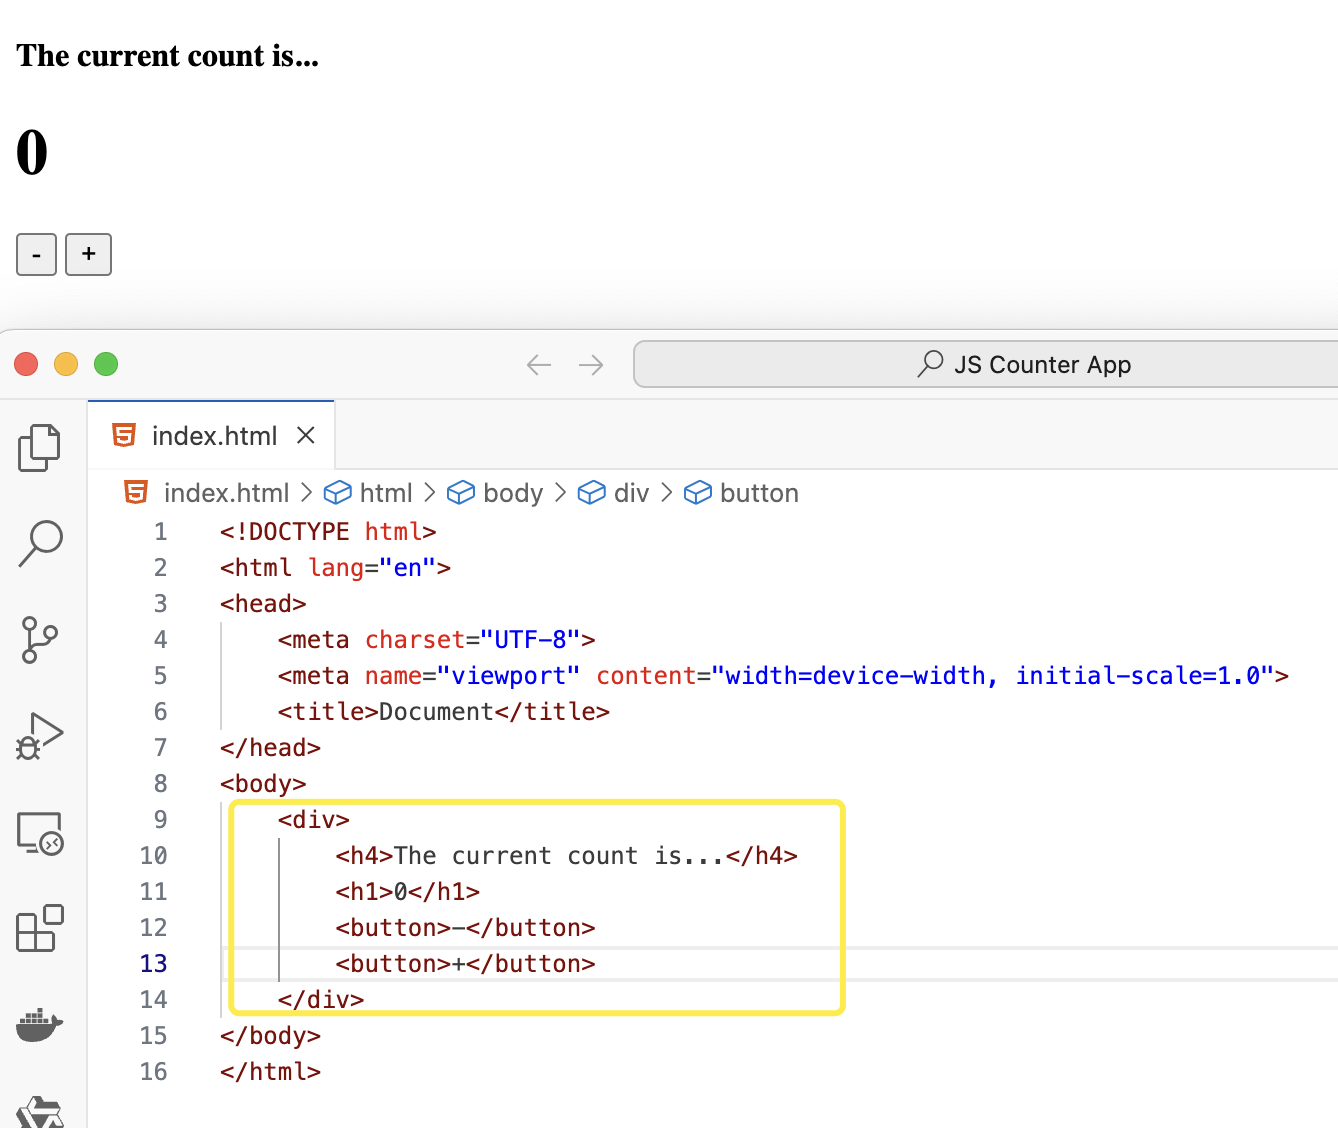 The current count is...
0
- +
JS Counter App
index.html
index.html > html > body > div > button
1 <!DOCTYPE html>
2 <html lang="en">
3 <head>
4     <meta charset="UTF-8">
5     <meta name="viewport" content="width=device-width, initial-scale=1.0">
6     <title>Document</title>
7 </head>
8 <body>
9     <div>
10         <h4>The current count is...</h4>
11         <h1>0</h1>
12         <button>-</button>
13         <button>+</button>
14     </div>
15 </body>
16 </html>